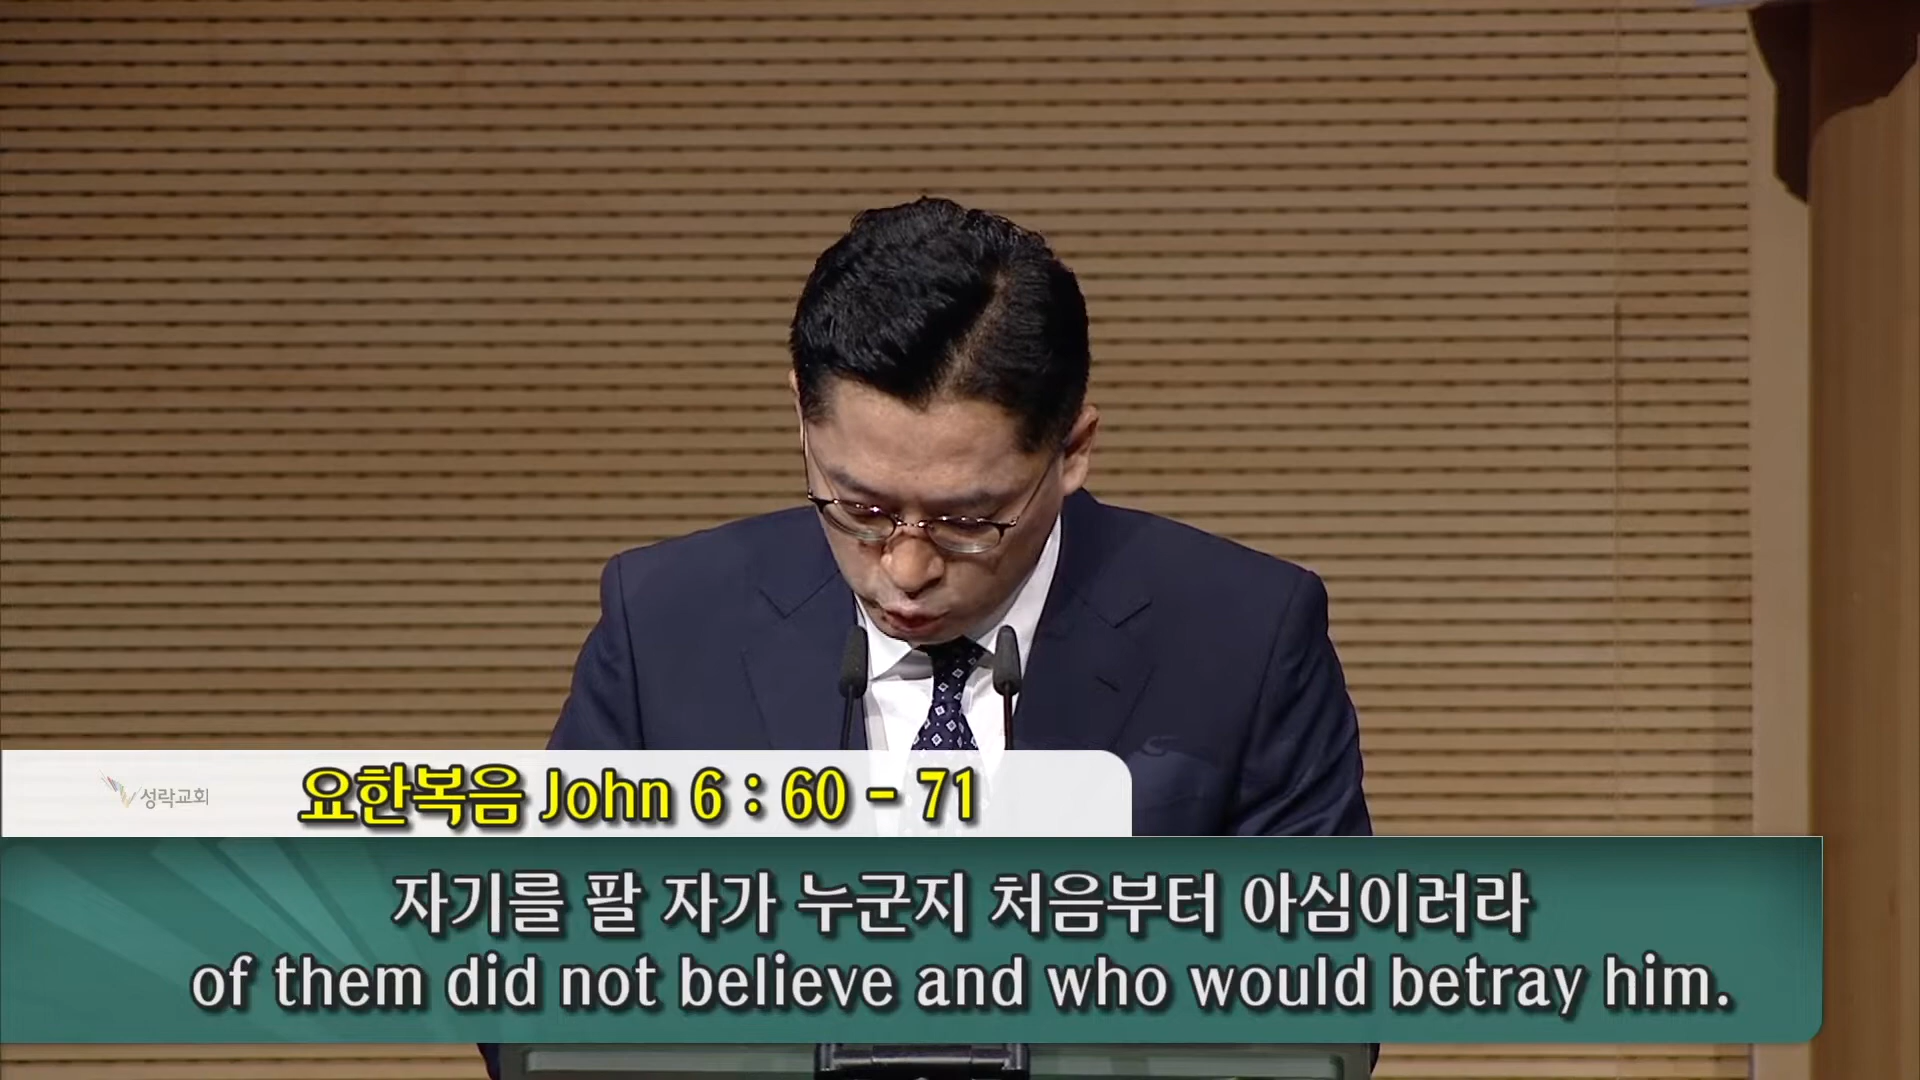 성락교회
요한복음 John 6 : 60 - 71
자기를 팔 자가 누군지 처음부터 아심이러라
of them did not believe and who would betray him.